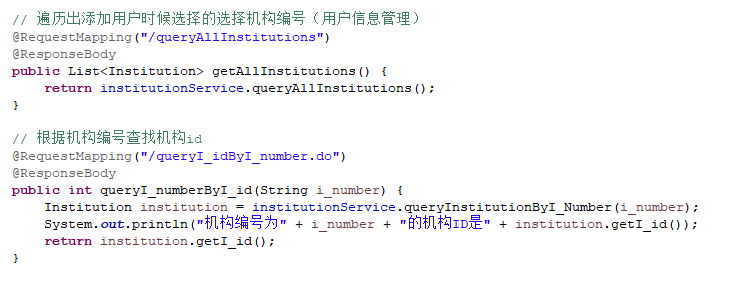 // 遍历出添加用户时候选择的选择机构编号（用户信息管理）
@RequestMapping("/queryAllInstitutions")
@ResponseBody
public List<Institution> getAllInstitutions() {
    return institutionService.queryAllInstitutions();
}
// 根据机构编号查找机构id
@RequestMapping("/queryI_idByI_number.do")
@ResponseBody
public int queryI_numberByI_id(String i_number) {
    Institution institution = institutionService.queryInstitutionByI_Number(i_number);
    System.out.println("机构编号为" + i_number + "的机构ID是" + institution.getI_id());
    return institution.getI_id();
}